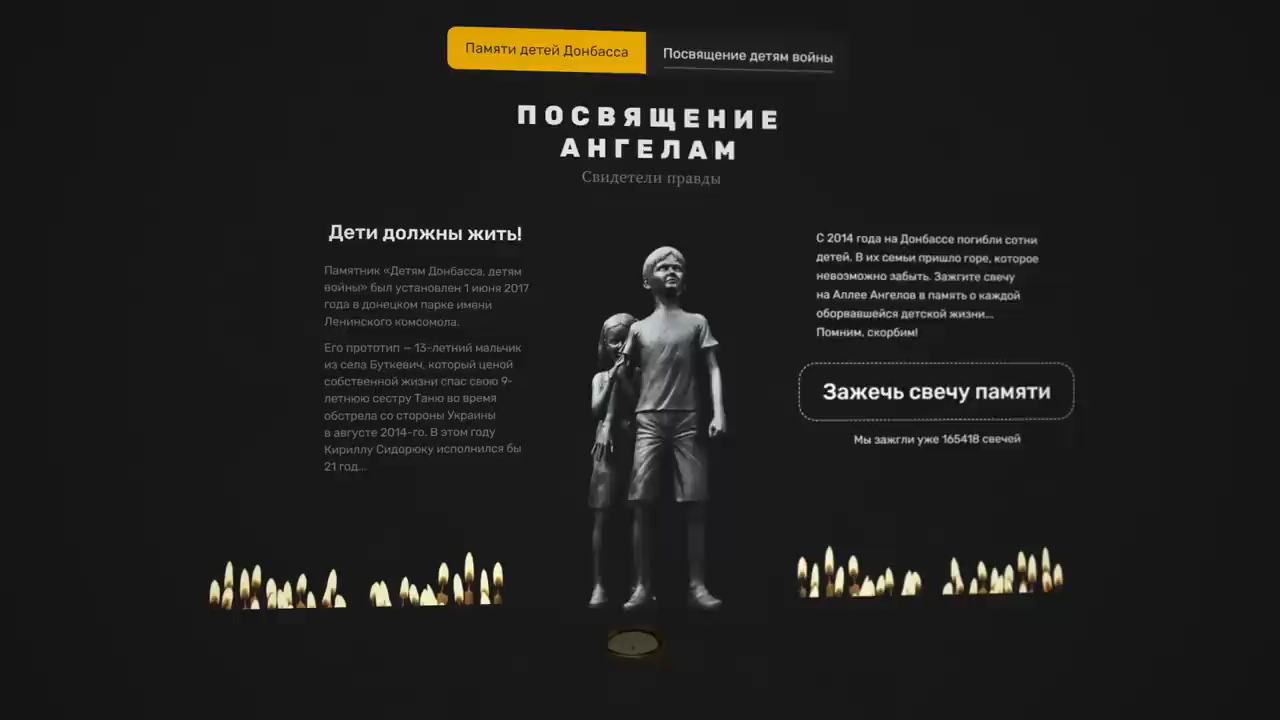 Памяти детей Донбасса
Посвящение детям войны
ПОСВЯЩЕНИЕ
АНГЕЛАМ
Свидетели правды
Дети должны жить!
Памятник «Детям Донбасса, детям
войны» был установлен 1 июня 2017
года в донецком парке имени
Ленинского комсомола.
Его прототип — 13-летний мальчик
из села Буткевич, который ценой
собственной жизни спас свою 9-
летнюю сестру Таню во время
обстрела со стороны Украины
в августе 2014-го. В этом году
Кириллу Сидорюку исполнился бы
21 год...
С 2014 года на Донбассе погибли сотни
детей. В их семьи пришло горе, которое
невозможно забыть. Зажгите свечу
на Аллее Ангелов в память о каждой
оборвавшейся детской жизни...
Помним, скорбим!
Зажечь свечу памяти
Мы зажгли уже 165418 свечей